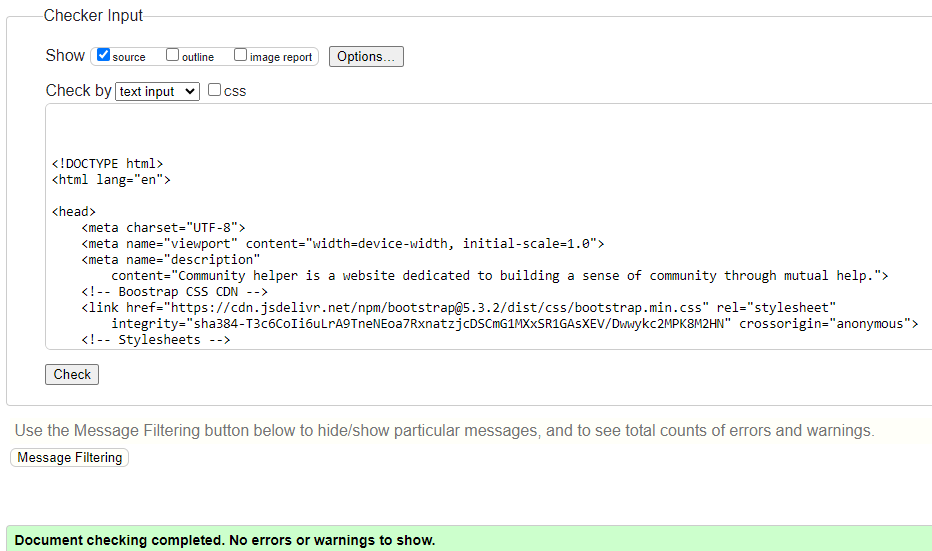 Checker Input
Show source outline image report Options...
Check by text input css
<!DOCTYPE html>
<html lang="en">
<head>
<meta charset="UTF-8">
<meta name="viewport" content="width=device-width, initial-scale=1.0">
<meta name="description"
content="Community helper is a website dedicated to building a sense of community through mutual help.">
<!-- Boostrap CSS CDN -->
<link href="https://cdn.jsdelivr.net/npm/bootstrap@5.3.2/dist/css/bootstrap.min.css" rel="stylesheet"
integrity="sha384-T3c6CoIi6uLrA9TneNEoa7RxnatzjcDSCmG1MXxSR1GAsXEV/Dwwykc2MPK8M2HN" crossorigin="anonymous">
<!-- Stylesheets -->
Check
Use the Message Filtering button below to hide/show particular messages, and to see total counts of errors and warnings.
Message Filtering
Document checking completed. No errors or warnings to show.